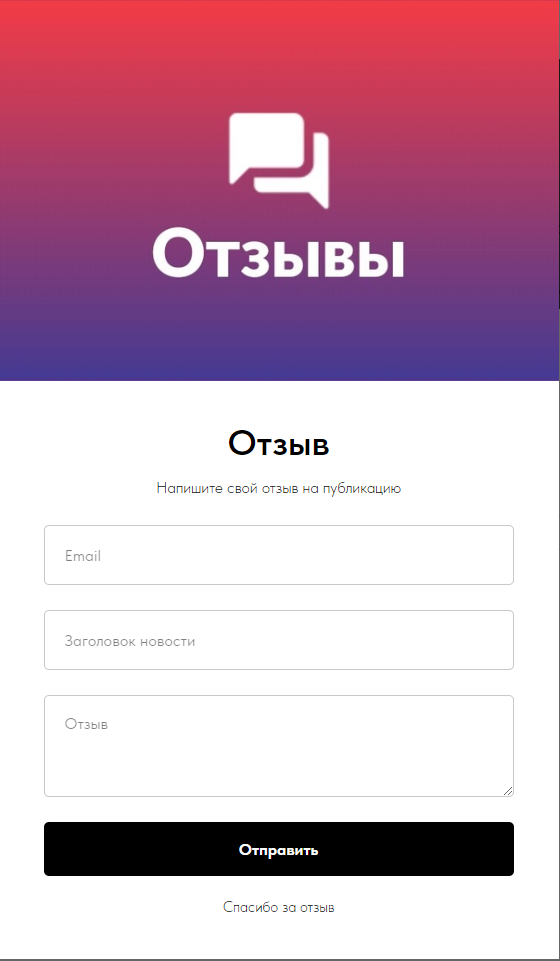 Отзывы
Отзыв
Напишите свой отзыв на публикацию
Email
Заголовок новости
Отзыв
Отправить
Спасибо за отзыв